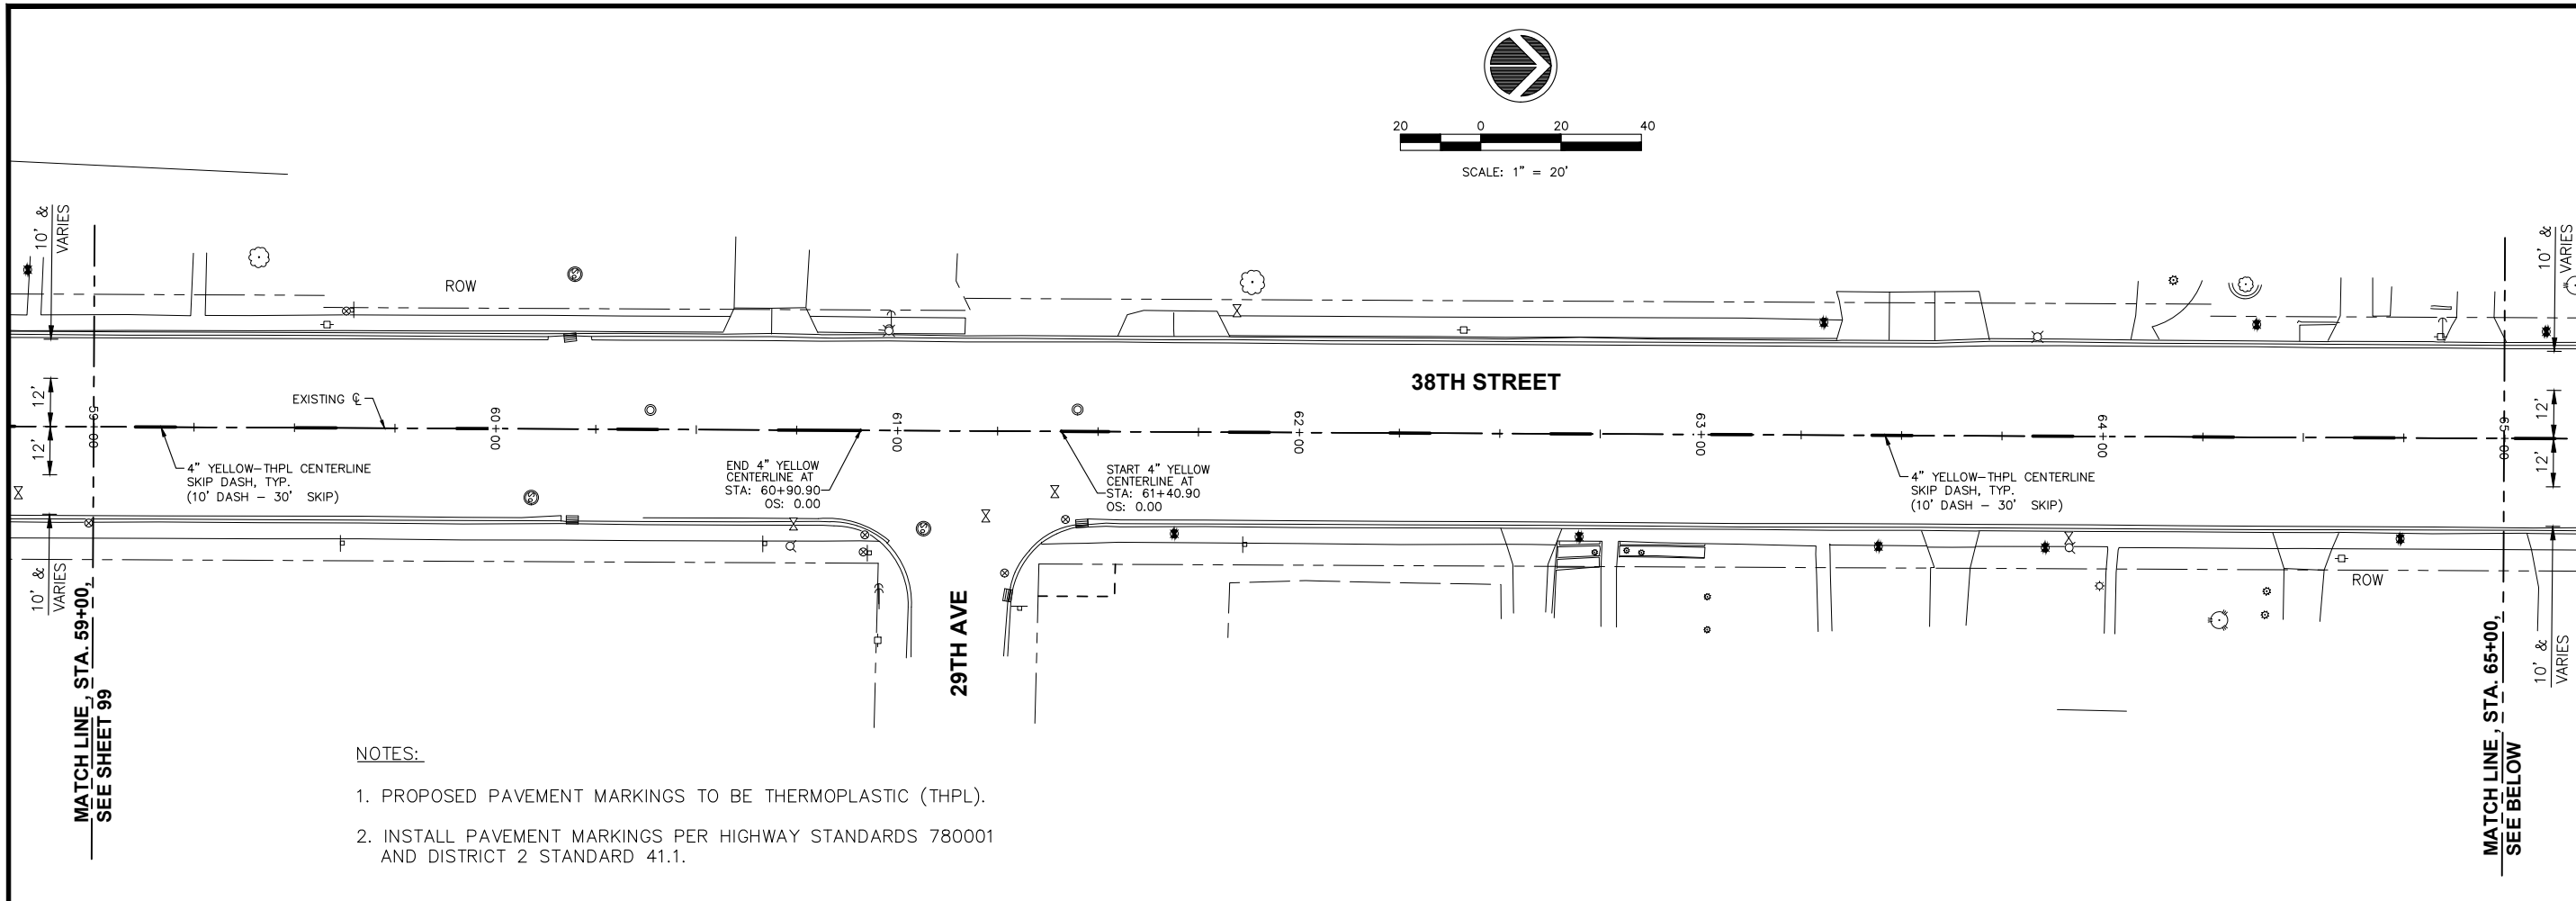 20 0 20 40
SCALE: 1" = 20'
10' &
VARIES
10' &
VARIES
ROW
38TH STREET
12'
12'
EXISTING ℄
59+00
60+00
61+00
62+00
63+00
64+00
65+00
12'
12'
4" YELLOW-THPL CENTERLINE
SKIP DASH, TYP.
(10' DASH - 30' SKIP)
END 4" YELLOW
CENTERLINE AT
STA: 60+90.90
OS: 0.00
START 4" YELLOW
CENTERLINE AT
STA: 61+40.90
OS: 0.00
4" YELLOW-THPL CENTERLINE
SKIP DASH, TYP.
(10' DASH - 30' SKIP)
10' &
VARIES
10' &
VARIES
ROW
29TH AVE
MATCH LINE, STA. 59+00,
SEE SHEET 99
MATCH LINE, STA. 65+00,
SEE BELOW
NOTES:
1. PROPOSED PAVEMENT MARKINGS TO BE THERMOPLASTIC (THPL).
2. INSTALL PAVEMENT MARKINGS PER HIGHWAY STANDARDS 780001
AND DISTRICT 2 STANDARD 41.1.